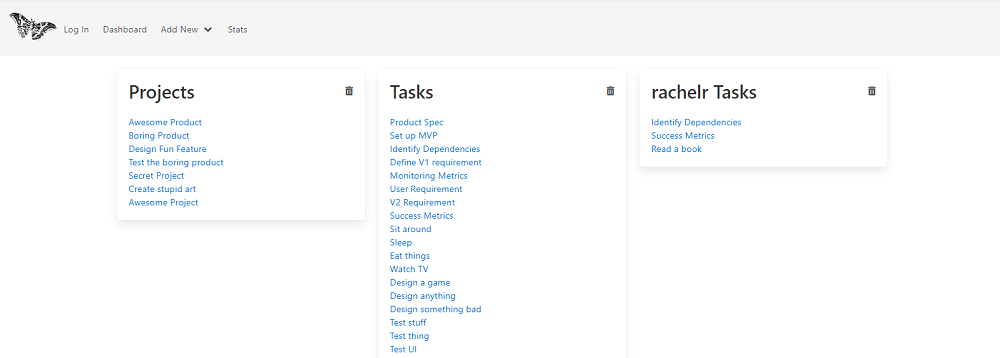 Log In Dashboard Add New Stats
Projects
Awesome Product
Boring Product
Design Fun Feature
Test the boring product
Secret Project
Create stupid art
Awesome Project
Tasks
Product Spec
Set up MVP
Identify Dependencies
Define V1 requirement
Monitoring Metrics
User Requirement
V2 Requirement
Success Metrics
Sit around
Sleep
Eat things
Watch TV
Design a game
Design anything
Design something bad
Test stuff
Test thing
Test UI
rachelr Tasks
Identify Dependencies
Success Metrics
Read a book